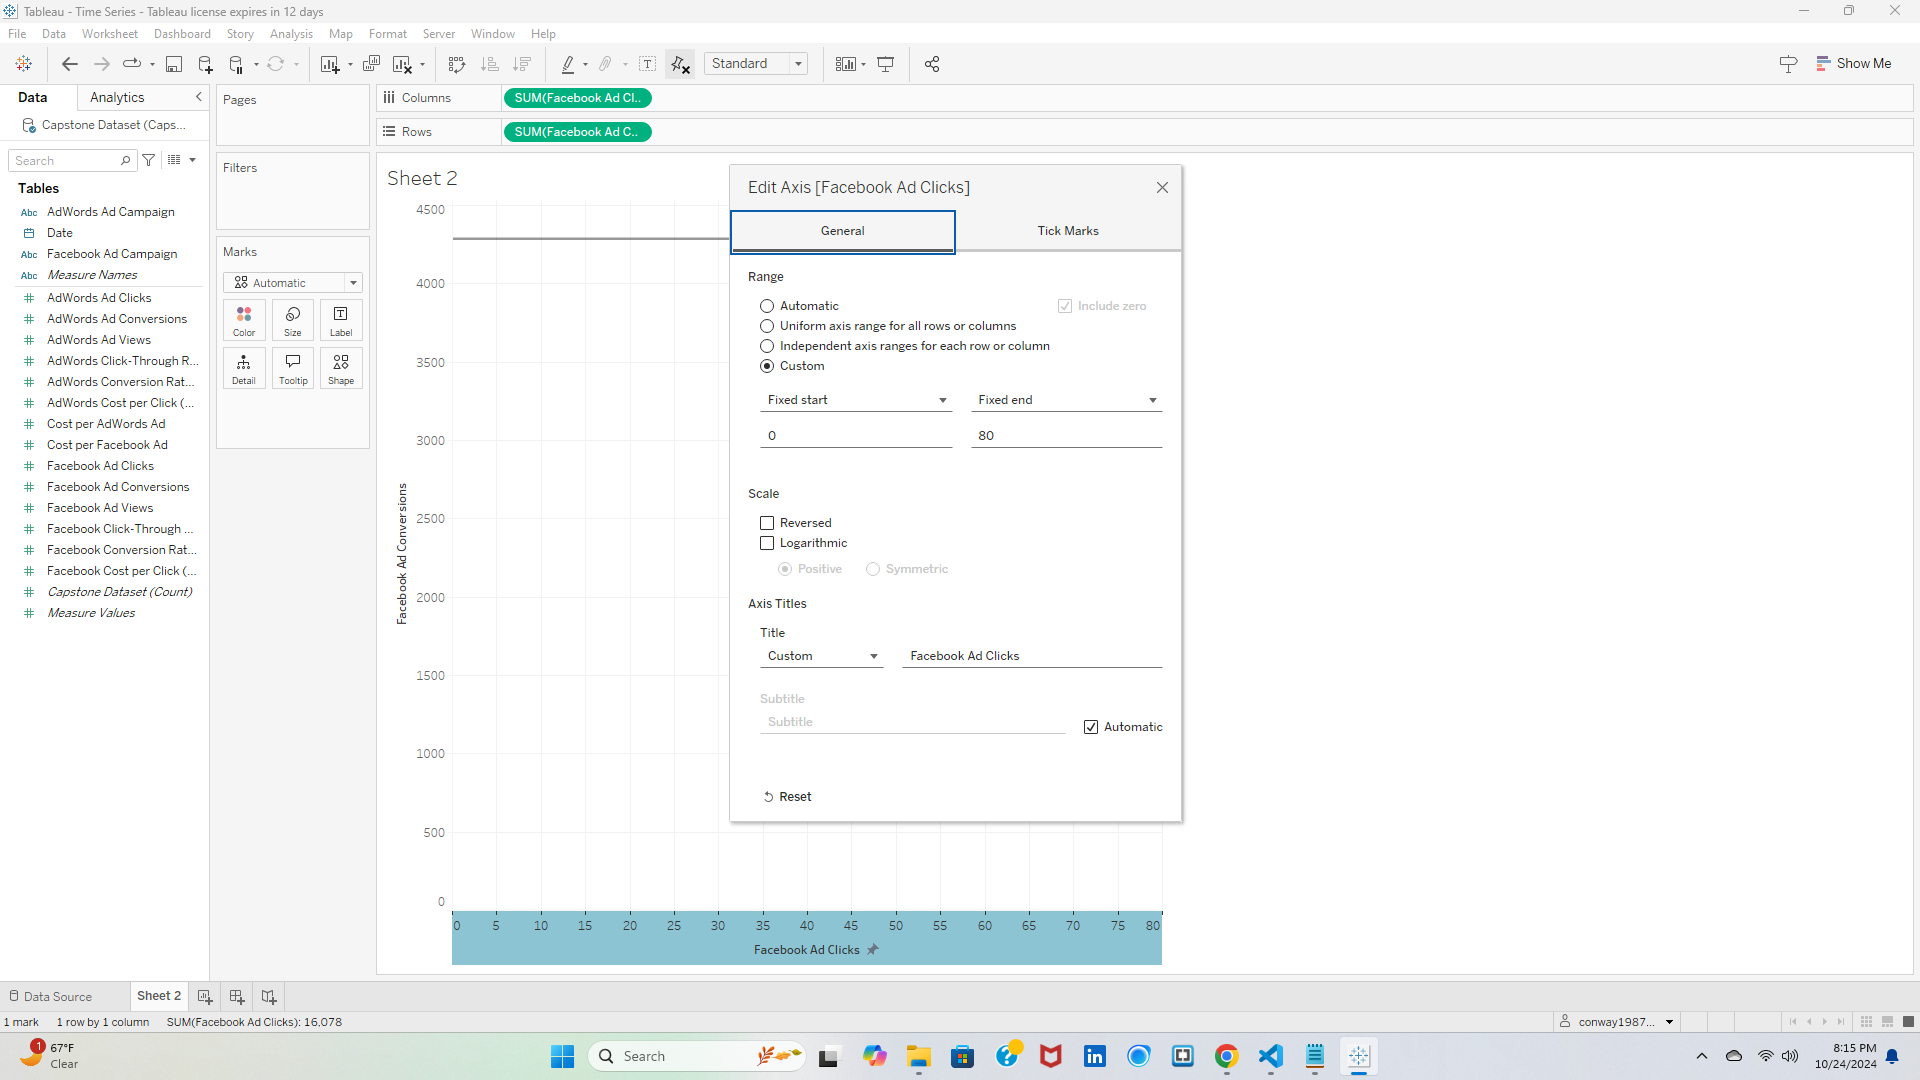 Tableau - Time Series - Tableau license expires in 12 days
File Data Worksheet Dashboard Story Analysis Map Format Server Window Help
Standard
Show Me
Data Analytics
Capstone Dataset (Caps...
Search
Tables
Abc AdWords Ad Campaign
Date
Abc Facebook Ad Campaign
Abc Measure Names
AdWords Ad Clicks
AdWords Ad Conversions
AdWords Ad Views
AdWords Click-Through R...
AdWords Conversion Rat...
AdWords Cost per Click (...
Cost per AdWords Ad
Cost per Facebook Ad
Facebook Ad Clicks
Facebook Ad Conversions
Facebook Ad Views
Facebook Click-Through ...
Facebook Conversion Rat...
Facebook Cost per Click (...
Capstone Dataset (Count)
Measure Values
Pages
Filters
Marks
Automatic
Color Size Label
Detail Tooltip Shape
Columns SUM(Facebook Ad Cl..
Rows SUM(Facebook Ad C..
Sheet 2
4500
4000
3500
3000
2500
2000
1500
1000
500
0
Facebook Ad Conversions
0 5 10 15 20 25 30 35 40 45 50 55 60 65 70 75 80
Facebook Ad Clicks
Edit Axis [Facebook Ad Clicks]
General Tick Marks
Range
Automatic Include zero
Uniform axis range for all rows or columns
Independent axis ranges for each row or column
Custom
Fixed start Fixed end
0 80
Scale
Reversed
Logarithmic
Positive Symmetric
Axis Titles
Title
Custom Facebook Ad Clicks
Subtitle
Subtitle Automatic
Reset
Data Source Sheet 2
1 mark 1 row by 1 column SUM(Facebook Ad Clicks): 16,078
conway1987...
1
67°F
Clear
Search
8:15 PM
10/24/2024